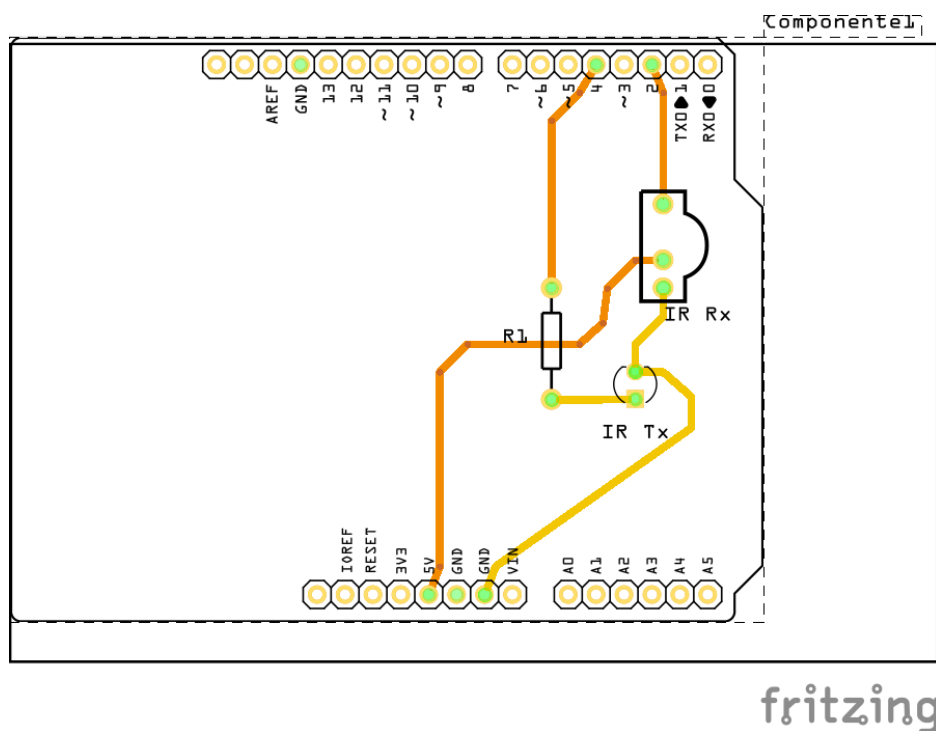 Componente1
AREF
GND
13
12
~11
~10
~9
8
7
~6
~5
4
~3
2
TX0▶1
RX0◀0
IR Rx
R1
IR Tx
IOREF
RESET
3V3
5V
GND
GND
VIN
A0
A1
A2
A3
A4
A5
fritzing